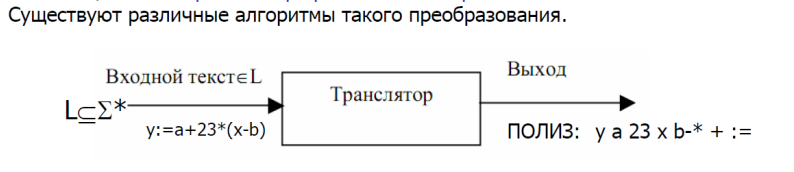 Существуют различные алгоритмы такого преобразования.
Входной текст∈L
L⊆Σ*
y:=a+23*(x-b)
Транслятор
Выход
ПОЛИЗ: y a 23 x b-* + :=